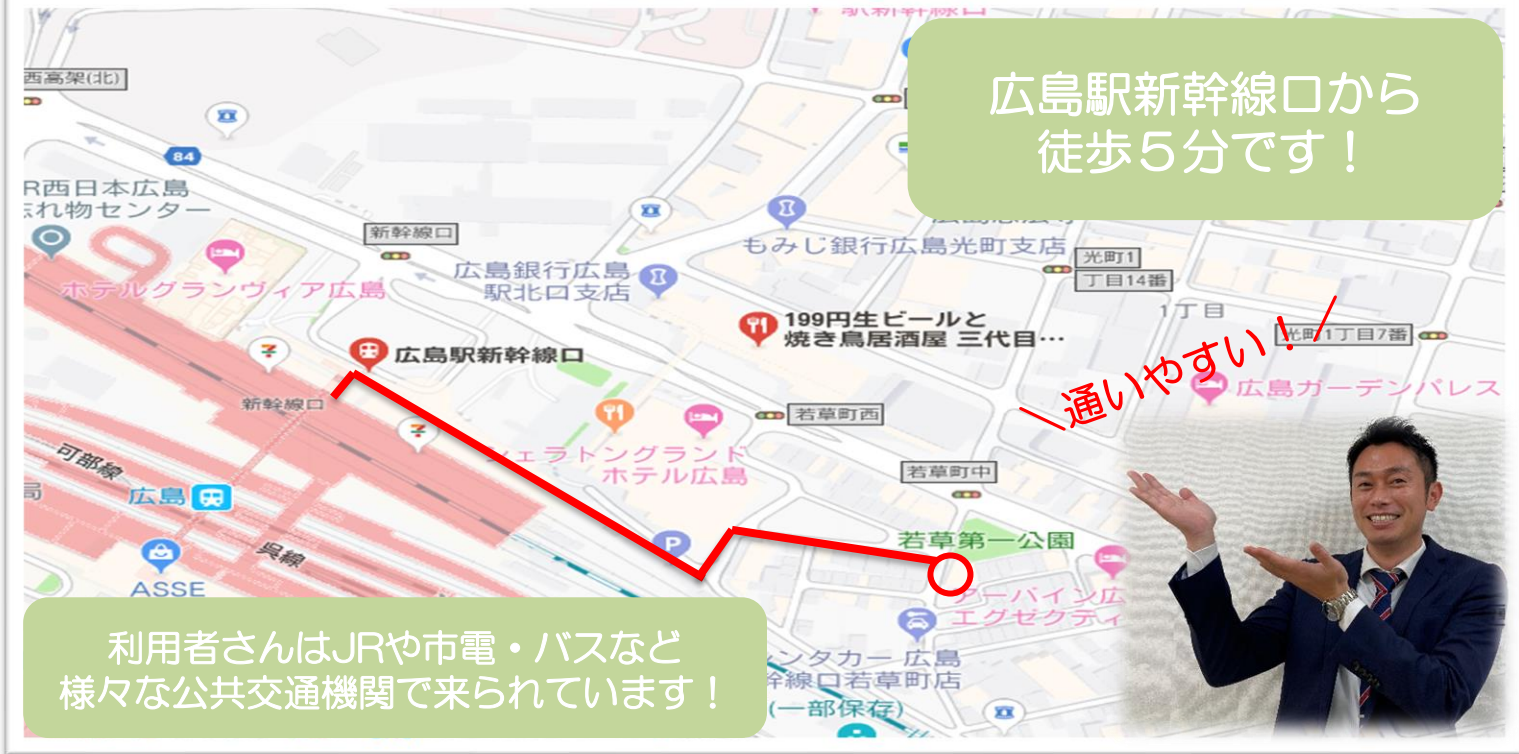 西高架(北)
84
R西日本広島
忘れ物センター
新幹線口
ホテルグランヴィア広島
広島銀行広島
駅北口支店
もみじ銀行広島光町支店
光町1
丁目14番
1丁目
光町1丁目7番
広島駅新幹線口から
徒歩5分です!
199円生ビールと
焼き鳥居酒屋 三代目…
広島駅新幹線口
新幹線口
\通いやすい!/
広島ガーデンパレス
若草町西
シェラトングランド
ホテル広島
若草町中
可部線
広島
呉線
P
若草第一公園
ASSE
アーバイン広
エグゼクティ
レンタカー 広島
幹線口若草町店
(一部保存)
利用者さんはJRや市電・バスなど
様々な公共交通機関で来られています!